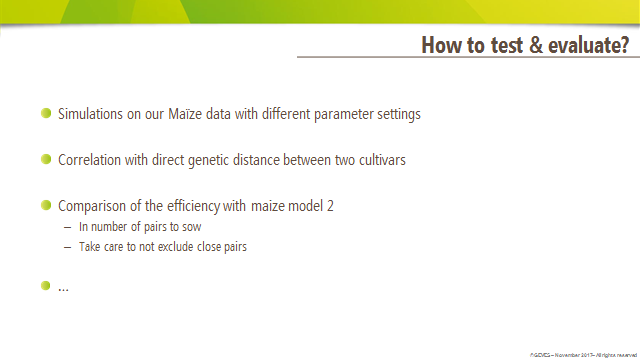 How to test & evaluate?
Simulations on our Maïze data with different parameter settings
Correlation with direct genetic distance between two cultivars
Comparison of the efficiency with maize model 2
– In number of pairs to sow
– Take care to not exclude close pairs
...
– November 2017– All rights reserved